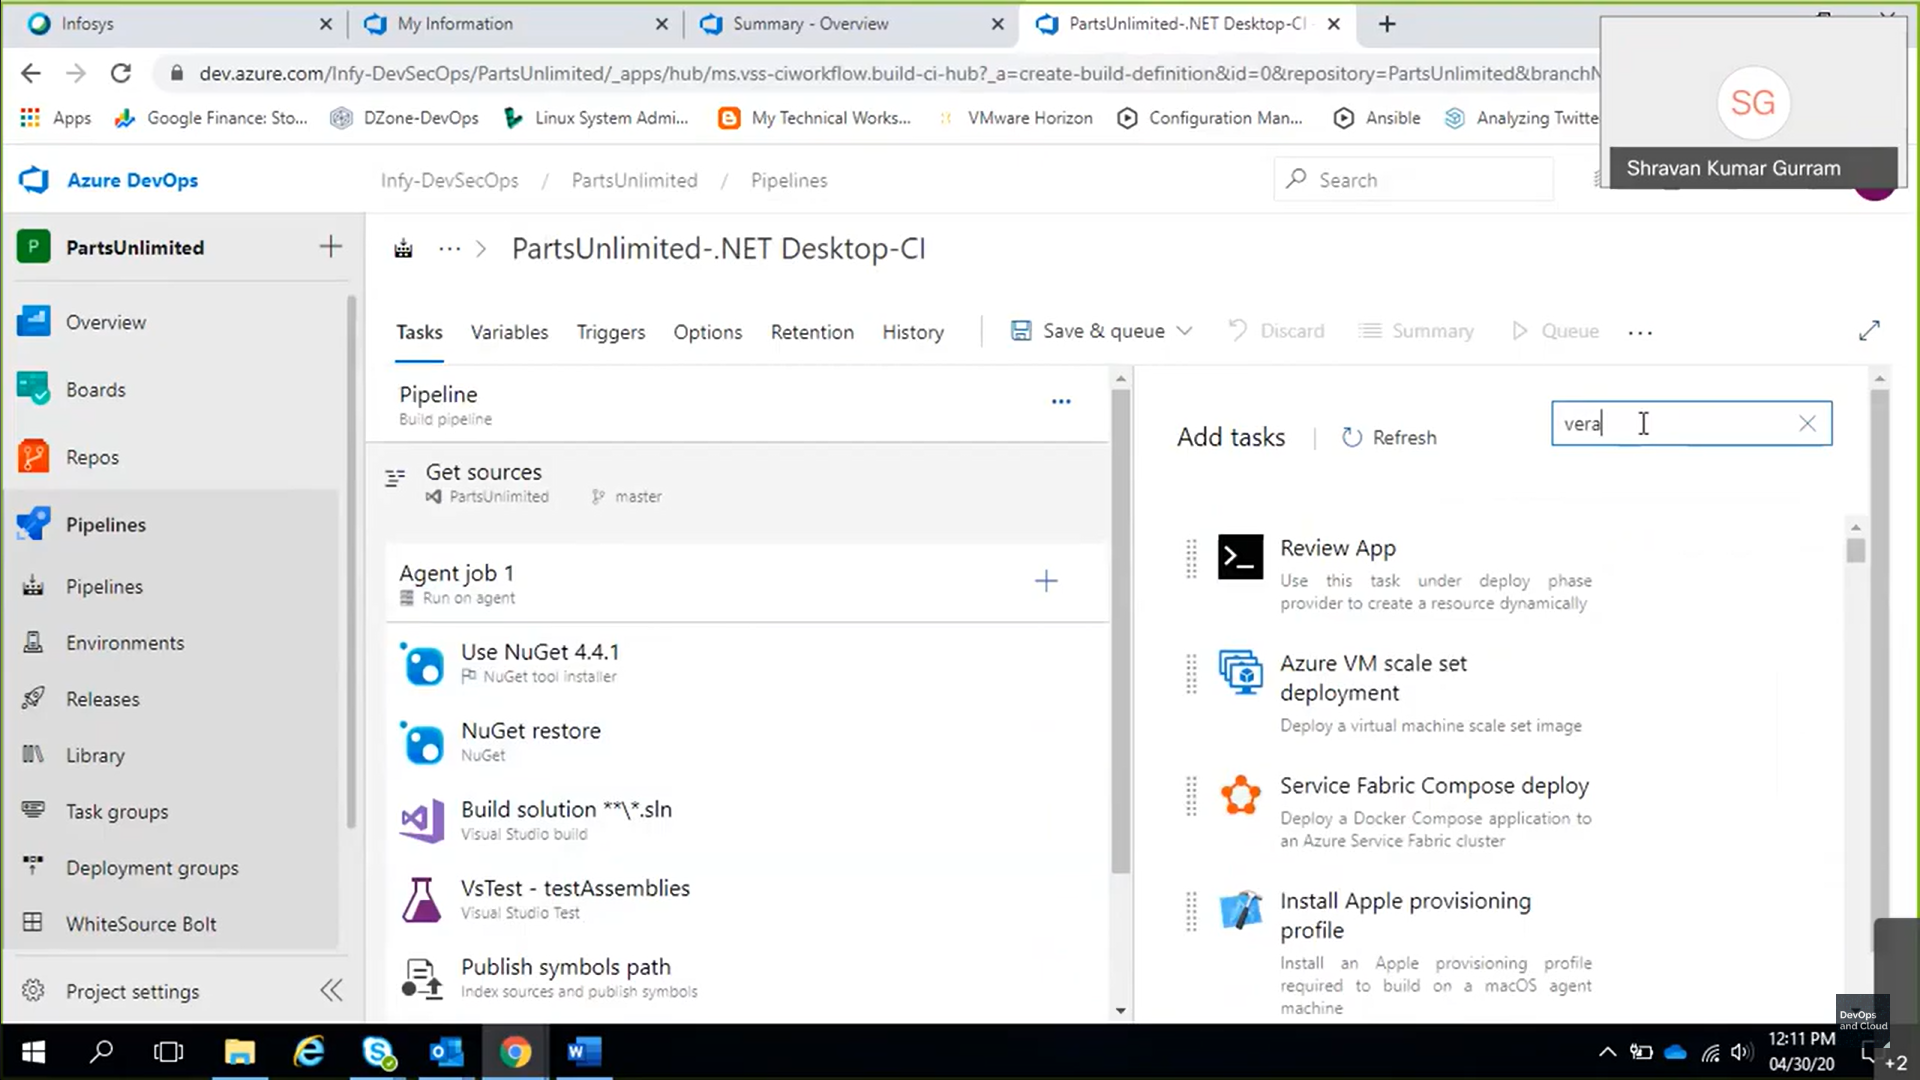 Infosys
My Information
Summary - Overview
PartsUnlimited-.NET Desktop-CI
dev.azure.com/Infy-DevSecOps/PartsUnlimited/_apps/hub/ms.vss-ciworkflow.build-ci-hub?_a=create-build-definition&id=0&repository=PartsUnlimited&branchN
Apps
Google Finance: Sto...
DZone-DevOps
Linux System Admi...
My Technical Works...
VMware Horizon
Configuration Man...
Ansible
Analyzing Twitte
SG
Shravan Kumar Gurram
Azure DevOps
Infy-DevSecOps / PartsUnlimited / Pipelines
Search
P PartsUnlimited
Overview
Boards
Repos
Pipelines
Pipelines
Environments
Releases
Library
Task groups
Deployment groups
WhiteSource Bolt
Project settings
... > PartsUnlimited-.NET Desktop-CI
Tasks Variables Triggers Options Retention History
Save & queue Discard Summary Queue ...
Pipeline
Build pipeline
Get sources
PartsUnlimited master
Agent job 1
Run on agent
Use NuGet 4.4.1
NuGet tool installer
NuGet restore
NuGet
Build solution **\*.sln
Visual Studio build
VsTest - testAssemblies
Visual Studio Test
Publish symbols path
Index sources and publish symbols
Add tasks | Refresh
vera
Review App
Use this task under deploy phase
provider to create a resource dynamically
Azure VM scale set
deployment
Deploy a virtual machine scale set image
Service Fabric Compose deploy
Deploy a Docker Compose application to
an Azure Service Fabric cluster
Install Apple provisioning
profile
Install an Apple provisioning profile
required to build on a macOS agent
machine
DevOps
and Cloud
12:11 PM
04/30/20
+2